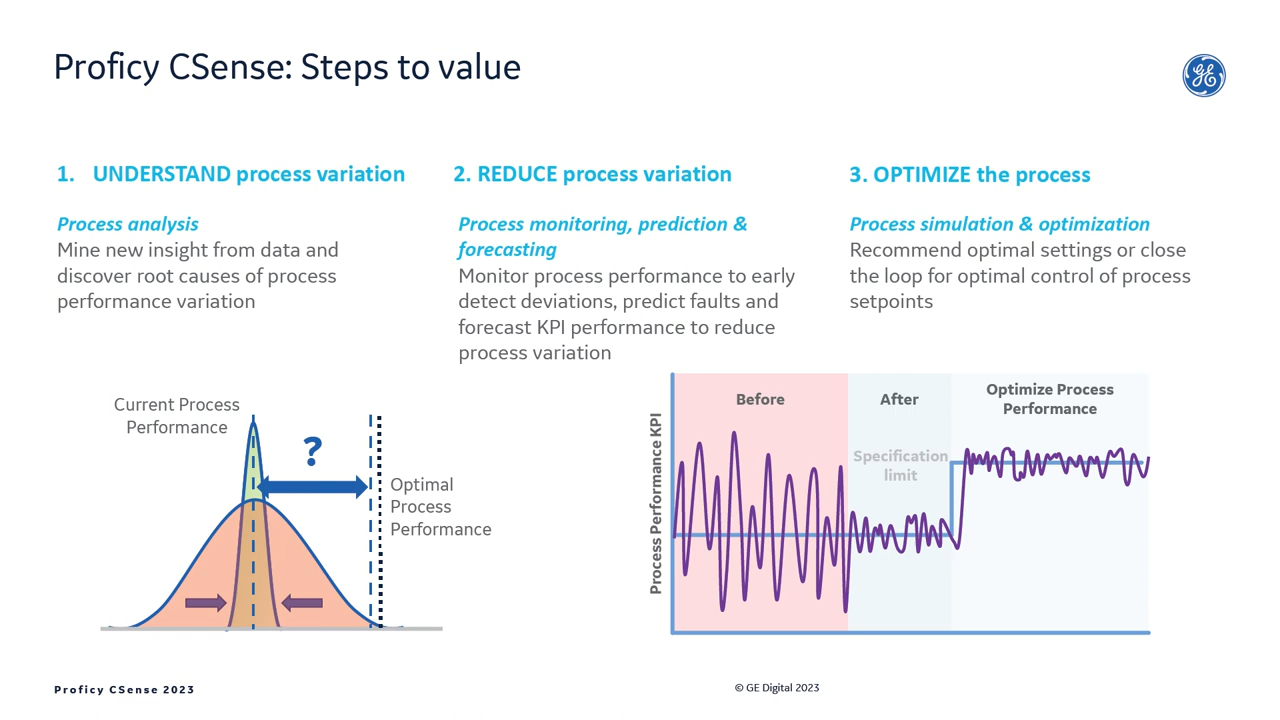 Proficy CSense: Steps to value
GE
1. UNDERSTAND process variation
Process analysis
Mine new insight from data and
discover root causes of process
performance variation
2. REDUCE process variation
Process monitoring, prediction &
forecasting
Monitor process performance to early
detect deviations, predict faults and
forecast KPI performance to reduce
process variation
3. OPTIMIZE the process
Process simulation & optimization
Recommend optimal settings or close
the loop for optimal control of process
setpoints
Current Process
Performance
?
Optimal
Process
Performance
Process Performance KPI
Before
After
Specification
limit
Optimize Process
Performance
Proficy CSense 2023
© GE Digital 2023